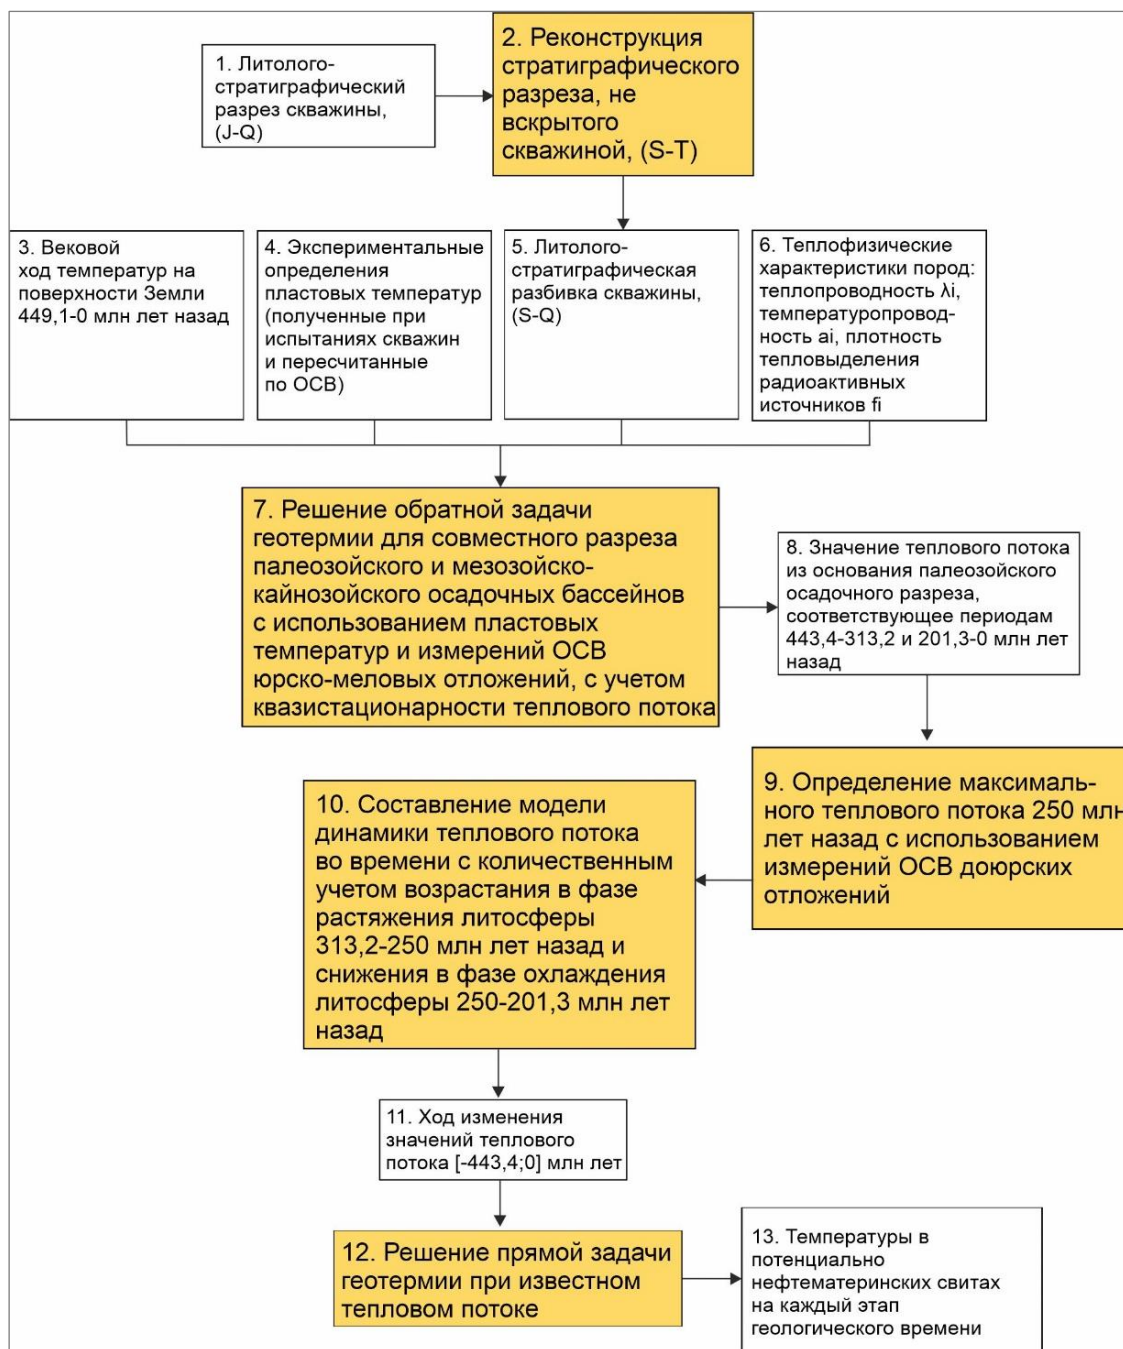 1. Литолого-
стратиграфический
разрез скважины,
(J-Q)
2. Реконструкция
стратиграфического
разреза, не
вскрытого
скважиной, (S-T)
3. Вековой
ход температур на
поверхности Земли
449,1-0 млн лет назад
4. Экспериментальные
определения
пластовых температур
(полученные при
испытаниях скважин
и пересчитанные
по ОСВ)
5. Литолого-
стратиграфическая
разбивка скважины,
(S-Q)
6. Теплофизические
характеристики пород:
теплопроводность λi,
температуропровод-
ность ai, плотность
тепловыделения
радиоактивных
источников fi
7. Решение обратной задачи
геотермии для совместного разреза
палеозойского и мезозойско-
кайнозойского осадочных бассейнов
с использованием пластовых
температур и измерений ОСВ
юрско-меловых отложений, с учетом
квазистационарности теплового потока
8. Значение теплового потока
из основания палеозойского
осадочного разреза,
соответствующее периодам
443,4-313,2 и 201,3-0 млн лет
назад
9. Определение максималь-
ного теплового потока 250 млн
лет назад с использованием
измерений ОСВ доюрских
отложений
10. Составление модели
динамики теплового потока
во времени с количественным
учетом возрастания в фазе
растяжения литосферы
313,2-250 млн лет назад и
снижения в фазе охлаждения
литосферы 250-201,3 млн лет
назад
11. Ход изменения
значений теплового
потока [-443,4;0] млн лет
12. Решение прямой задачи
геотермии при известном
тепловом потоке
13. Температуры в
потенциально
нефтематеринских свитах
на каждый этап
геологического времени